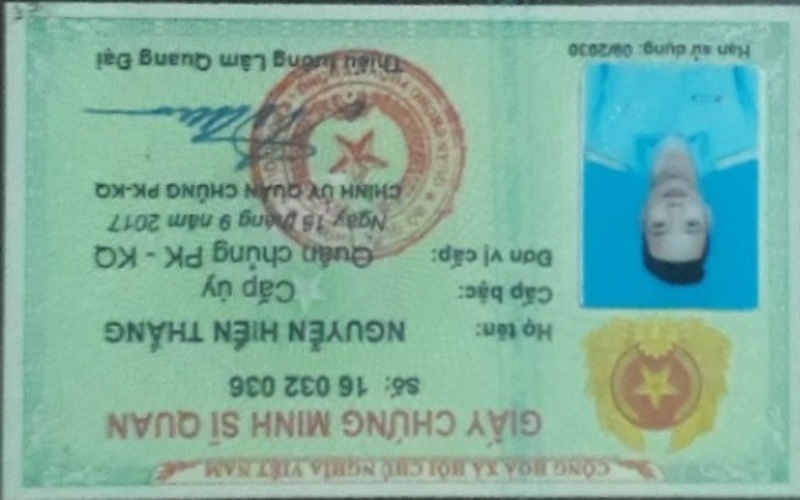 CỘNG HOÀ XÃ HỘI CHỦ NGHĨA VIỆT NAM
GIẤY CHỨNG MINH SĨ QUAN
Số: 16 032 036
Họ tên: NGUYỄN HIỀN THẮNG
Cấp bậc: Cấp úy
Đơn vị cấp: Quân chủng PK - KQ
Ngày 15 tháng 9 năm 2017
CHÍNH ỦY QUÂN CHỦNG PK-KQ
Thiếu tướng Lâm Quang Đại
Hạn sử dụng: 09/2030